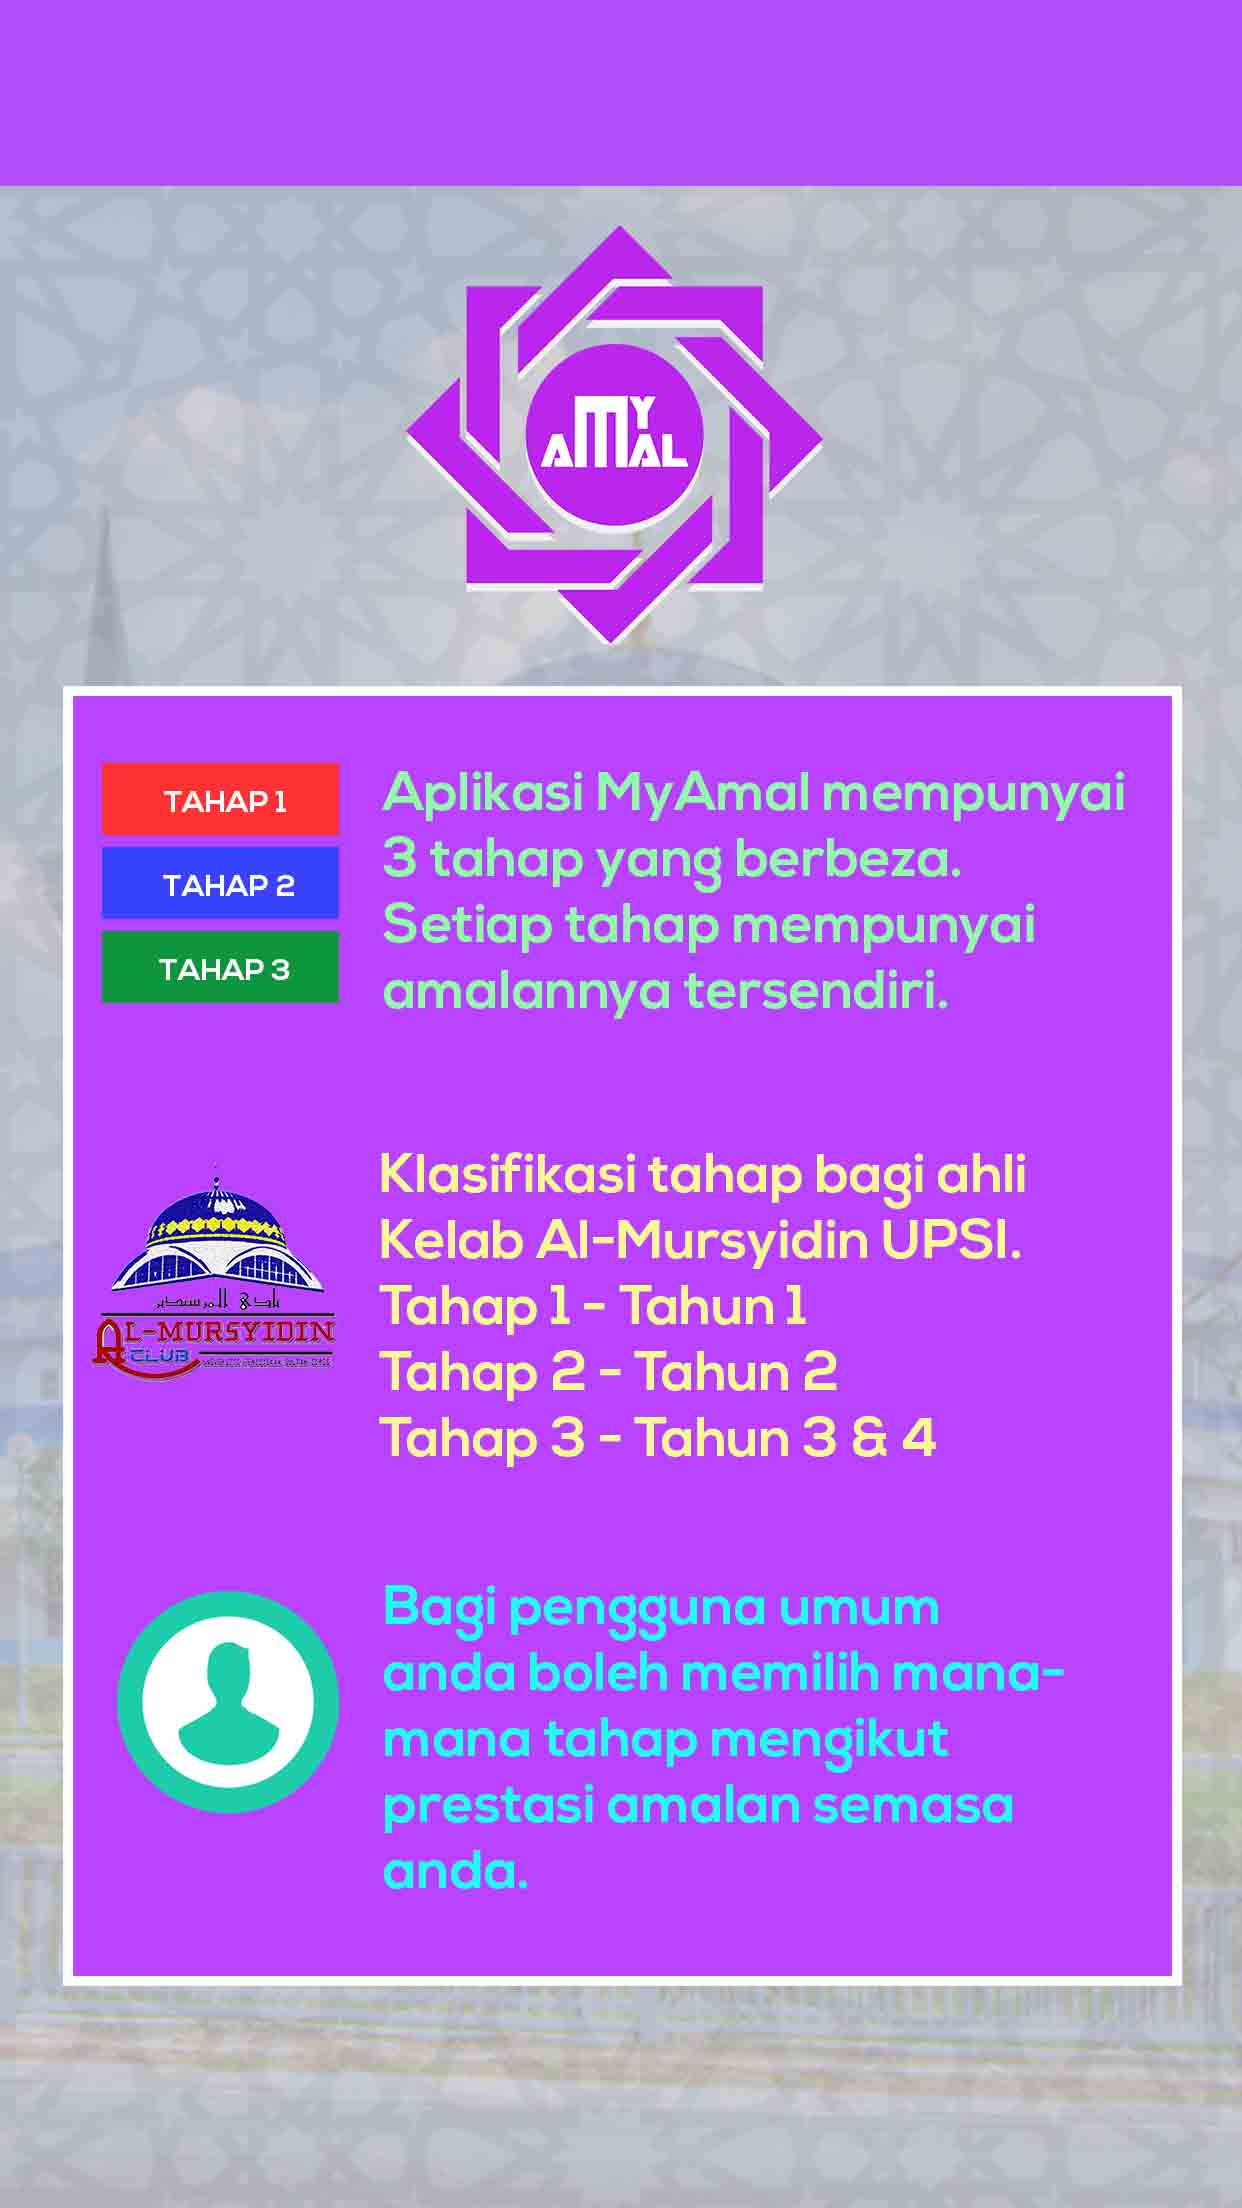 MY
AMAL
TAHAP 1
TAHAP 2
TAHAP 3
Aplikasi MyAmal mempunyai
3 tahap yang berbeza.
Setiap tahap mempunyai
amalannya tersendiri.
AL-MURSYIDIN
CLUB
Klasifikasi tahap bagi ahli
Kelab Al-Mursyidin UPSI.
Tahap 1 - Tahun 1
Tahap 2 - Tahun 2
Tahap 3 - Tahun 3 & 4
Bagi pengguna umum
anda boleh memilih mana-
mana tahap mengikut
prestasi amalan semasa
anda.